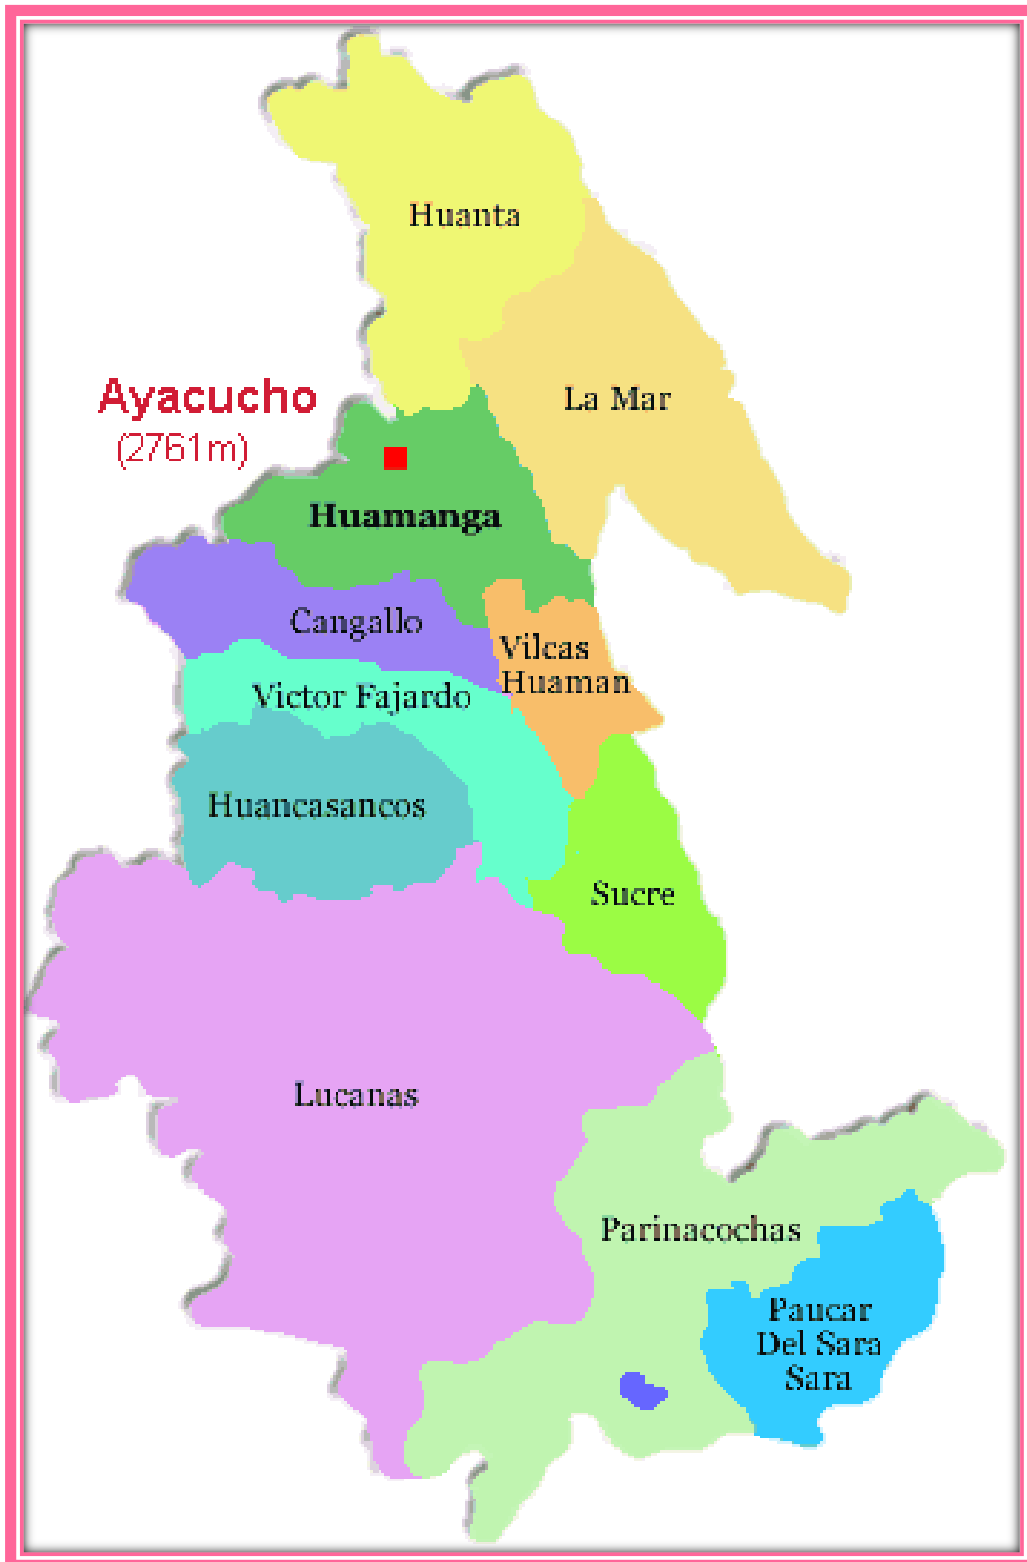 Huanta
La Mar
Ayacucho
(2761m)
Huamanga
Cangallo
Vilcas
Huaman
Victor Fajardo
Huancasancos
Sucre
Lucanas
Parinacochas
Paucar
Del Sara
Sara